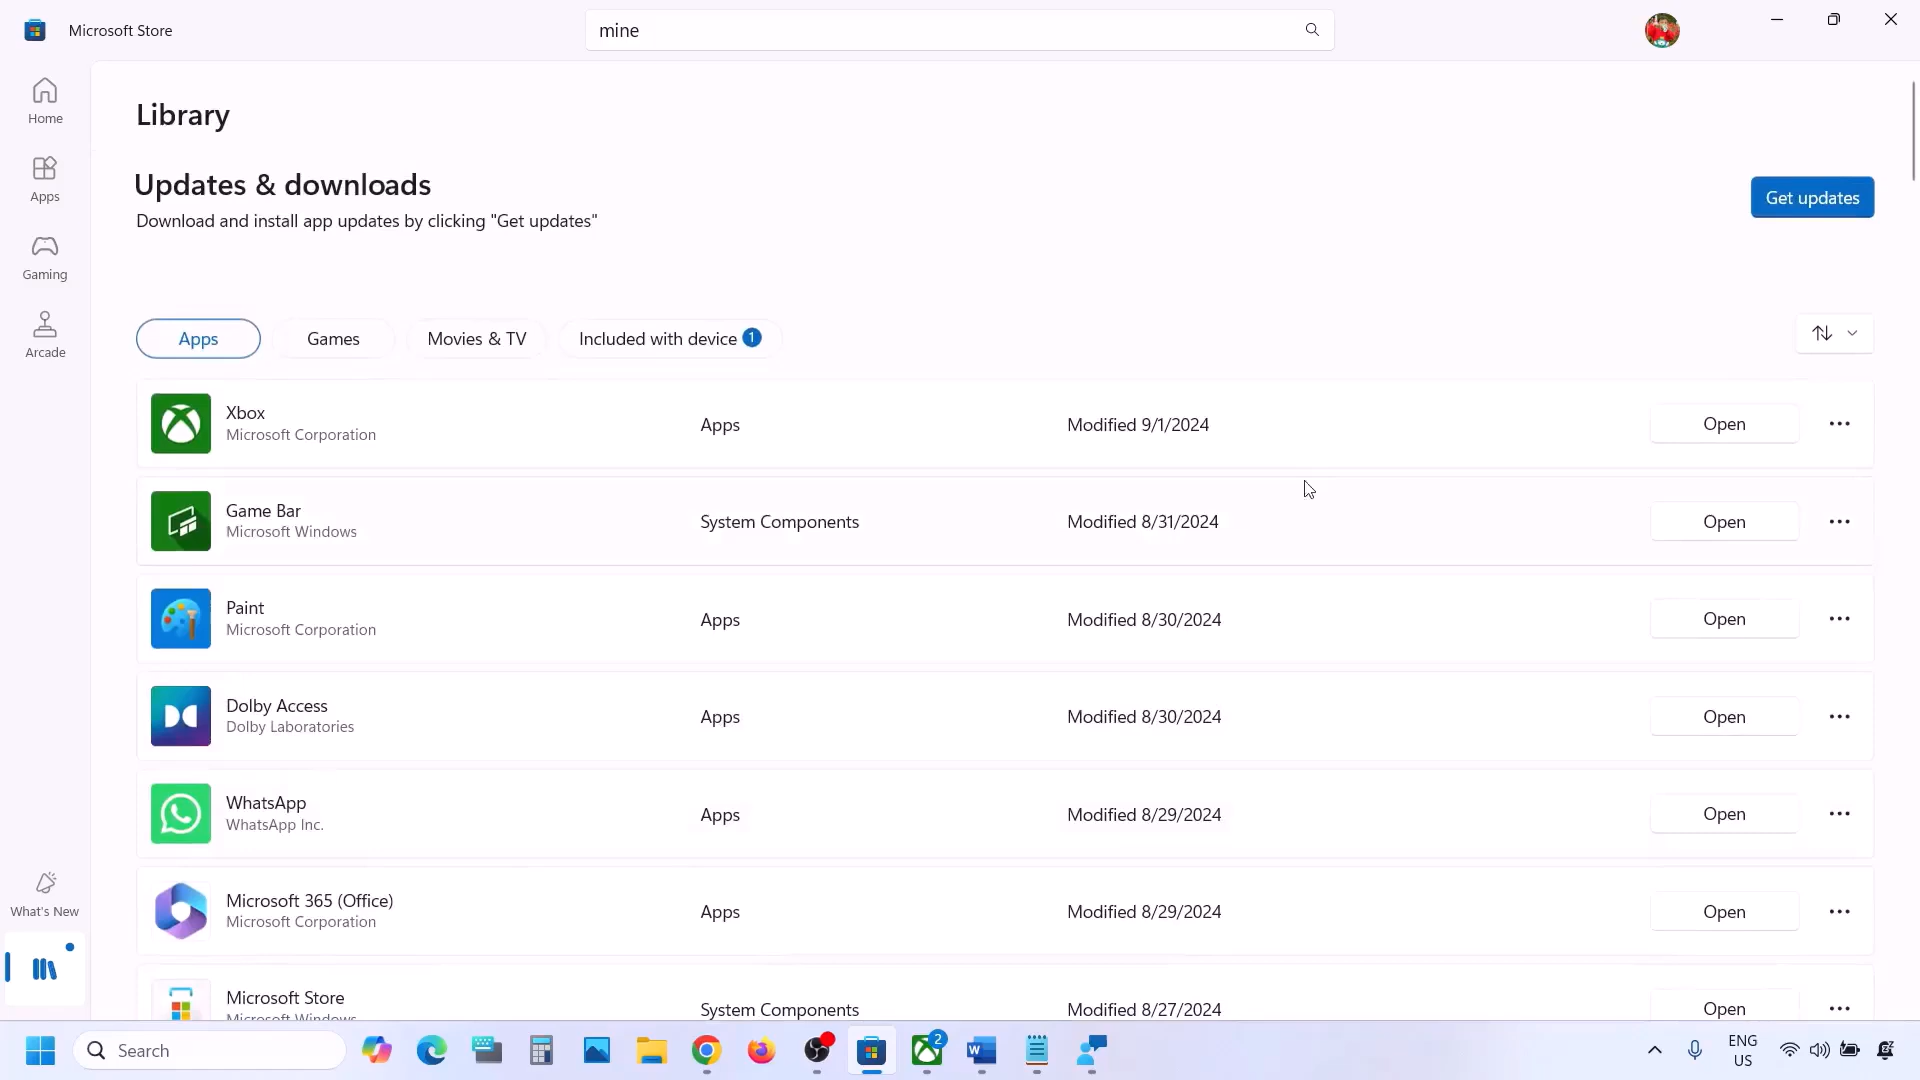 Microsoft Store
mine
Home
Apps
Gaming
Arcade
What's New
Library
Updates & downloads
Download and install app updates by clicking "Get updates"
Get updates
Apps
Games
Movies & TV
Included with device 1
Xbox
Microsoft Corporation
Apps
Modified 9/1/2024
Open
Game Bar
Microsoft Windows
System Components
Modified 8/31/2024
Open
Paint
Microsoft Corporation
Apps
Modified 8/30/2024
Open
Dolby Access
Dolby Laboratories
Apps
Modified 8/30/2024
Open
WhatsApp
WhatsApp Inc.
Apps
Modified 8/29/2024
Open
Microsoft 365 (Office)
Microsoft Corporation
Apps
Modified 8/29/2024
Open
Microsoft Store
Microsoft Windows
System Components
Modified 8/27/2024
Open
Search
2
ENG
US